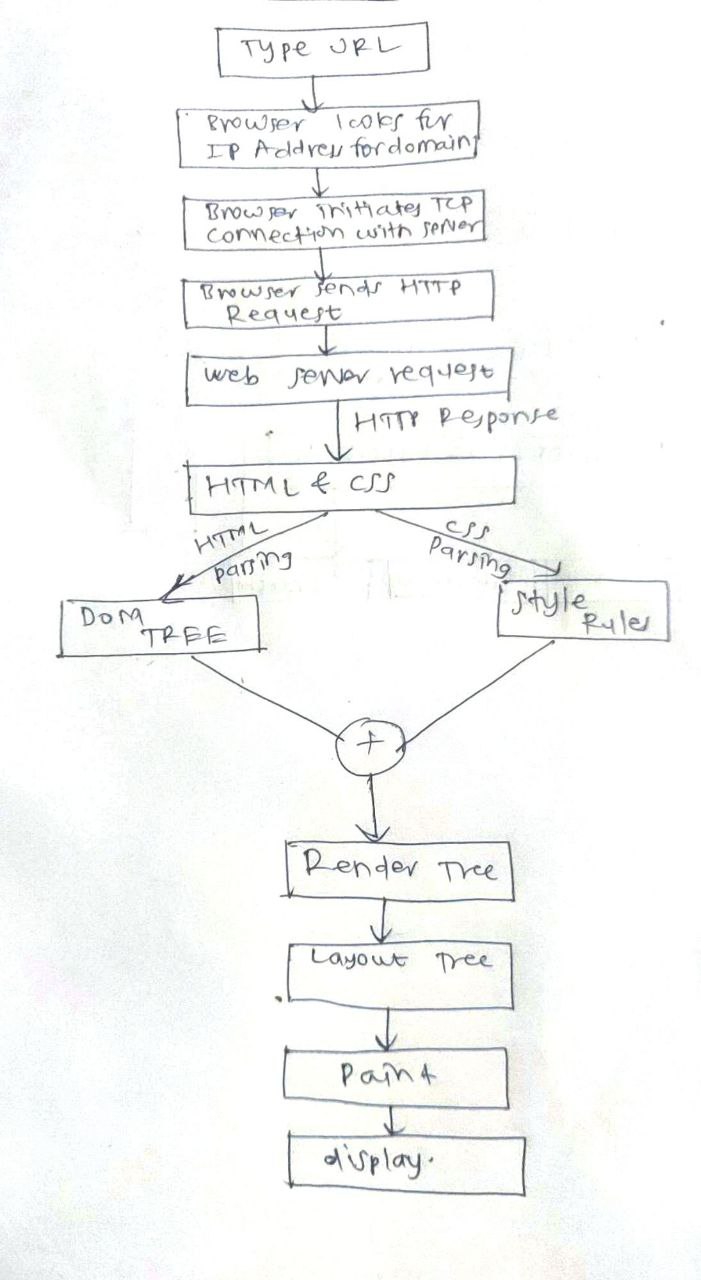 Type URL
Browser looks for
IP Address for domain
Browser initiates TCP
connection with server
Browser sends HTTP
Request
web server request
HTTP Response
HTML & CSS
HTML
parsing
CSS
Parsing
DOM
TREE
Style
Rules
+
Render Tree
Layout Tree
Paint
display.